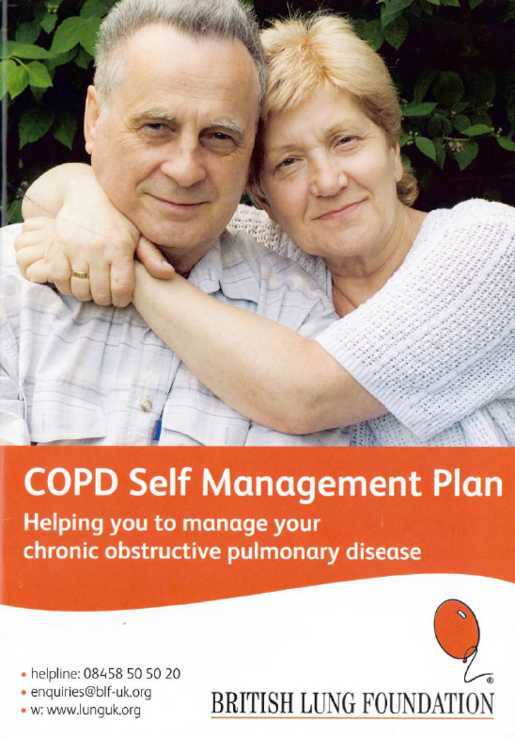 COPD Self Management Plan
Helping you to manage your
chronic obstructive pulmonary disease
• helpline: 08458 50 50 20
• enquiries@blf-uk.org
• w: www.lunguk.org
®
BRITISH LUNG FOUNDATION